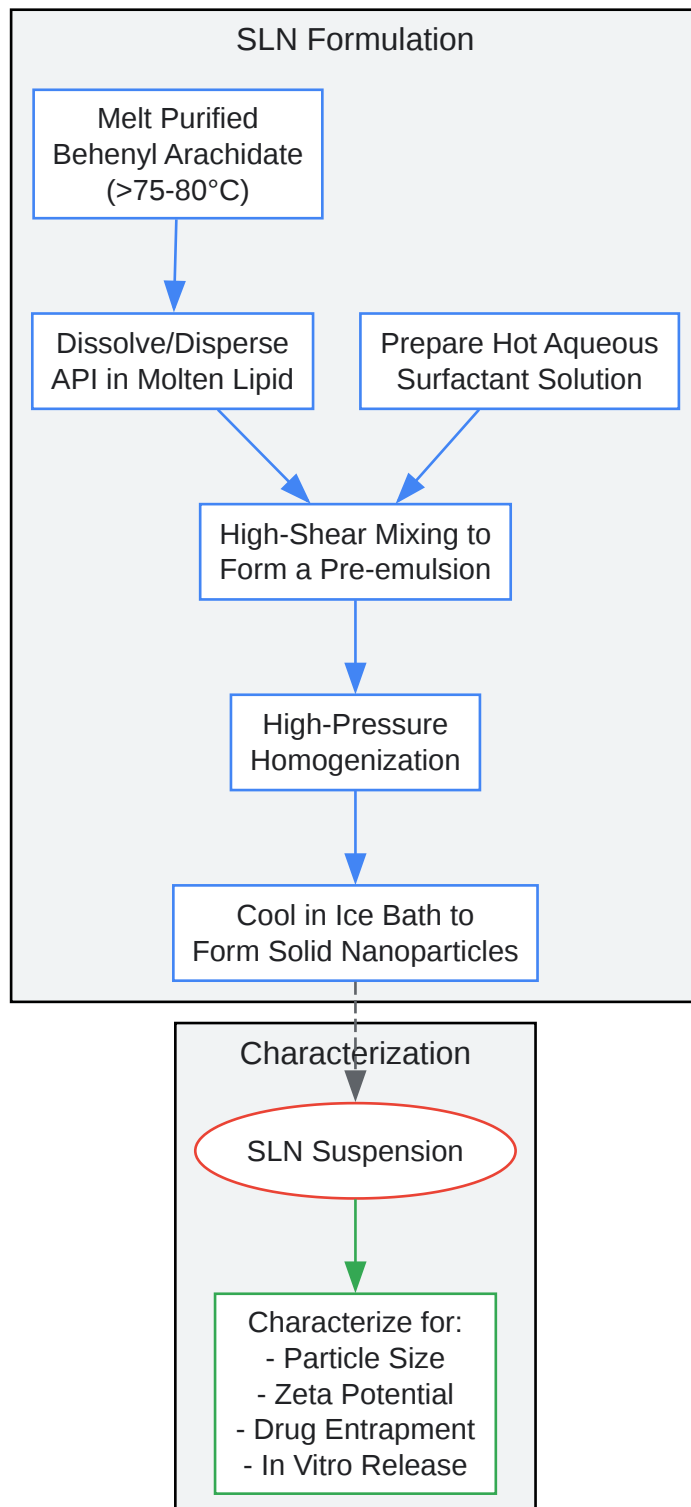 SLN Formulation
Melt Purified
Behenyl Arachidate
(>75-80°C)
Dissolve/Disperse
API in Molten Lipid
Prepare Hot Aqueous
Surfactant Solution
High-Shear Mixing to
Form a Pre-emulsion
High-Pressure
Homogenization
Cool in Ice Bath to
Form Solid Nanoparticles
Characterization
SLN Suspension
Characterize for:
- Particle Size
- Zeta Potential
- Drug Entrapment
- In Vitro Release